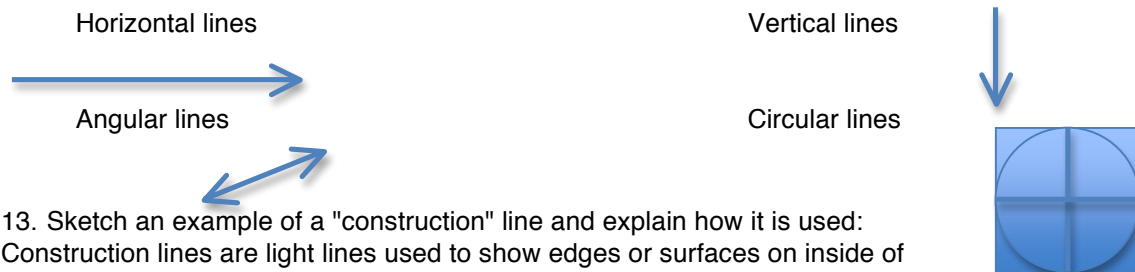 Horizontal lines Vertical lines
Angular lines Circular lines
13. Sketch an example of a "construction" line and explain how it is used:
Construction lines are light lines used to show edges or surfaces on inside of